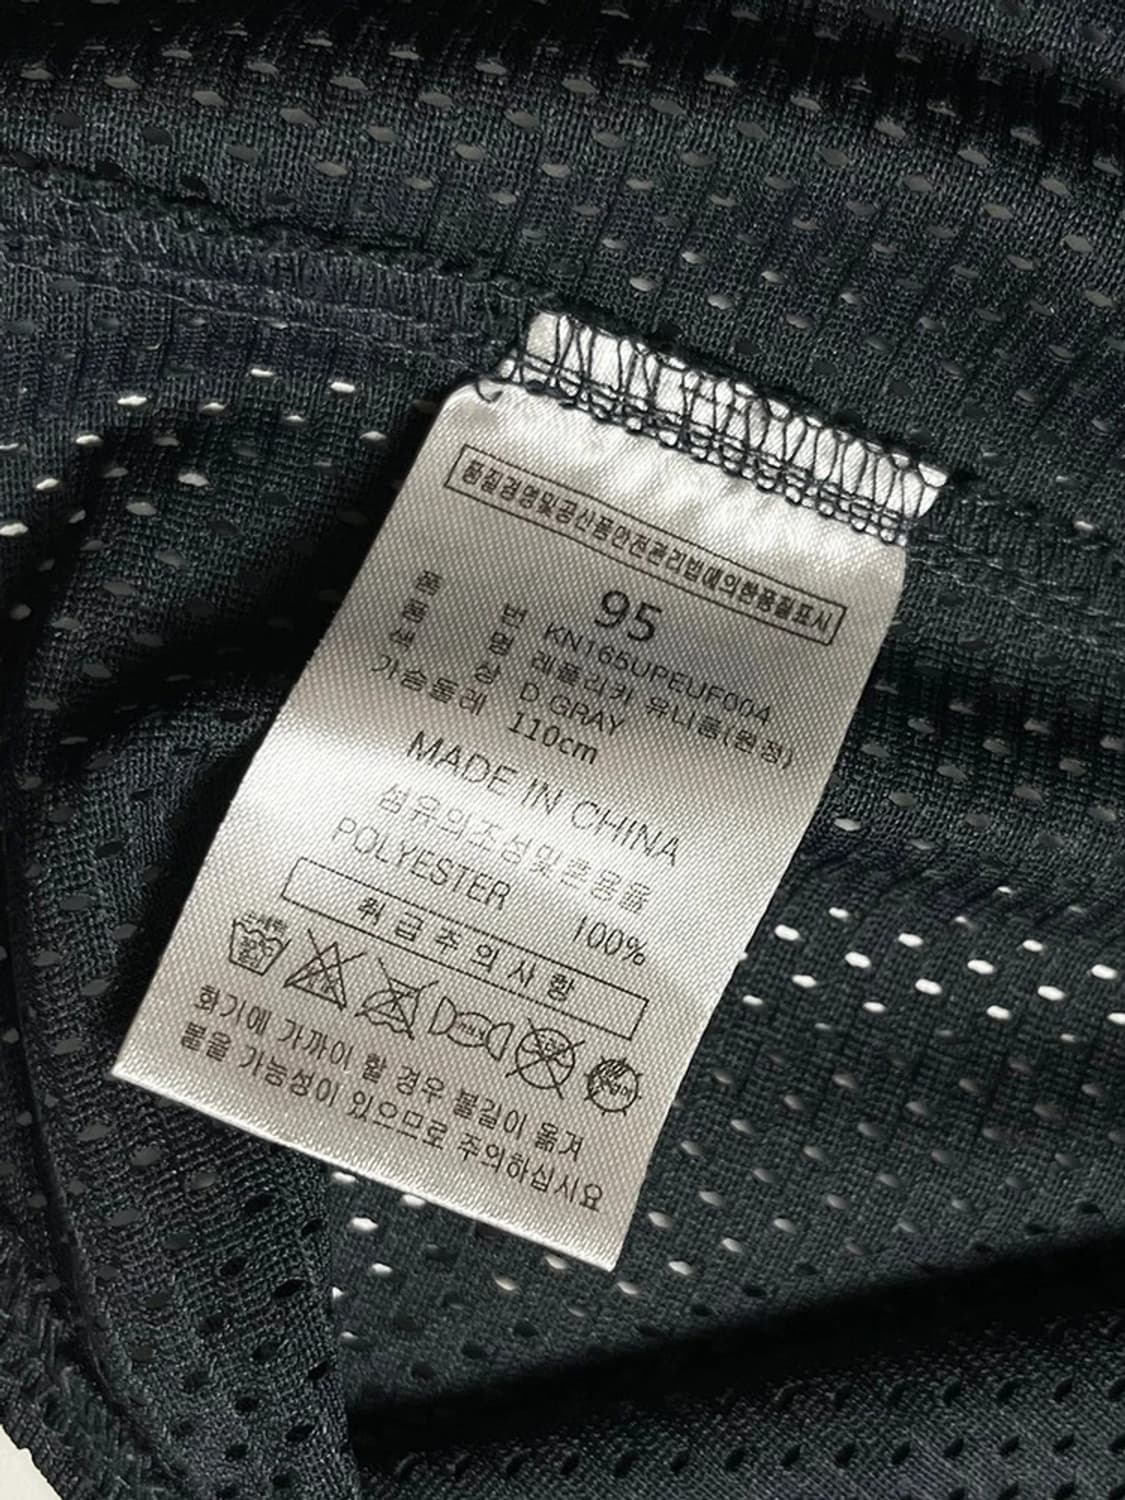 품질경영및공산품안전관리법에의한품질표시
95
품 번 KN165UPEUF004
품 명 레플리카 유니폼(원정)
색 상 D.GRAY
가슴둘레 110cm
MADE IN CHINA
섬유의조성및혼용율
POLYESTER 100%
취급주의사항
화기에 가까이 할 경우 불길이 옮겨
붙을 가능성이 있으므로 주의하십시요